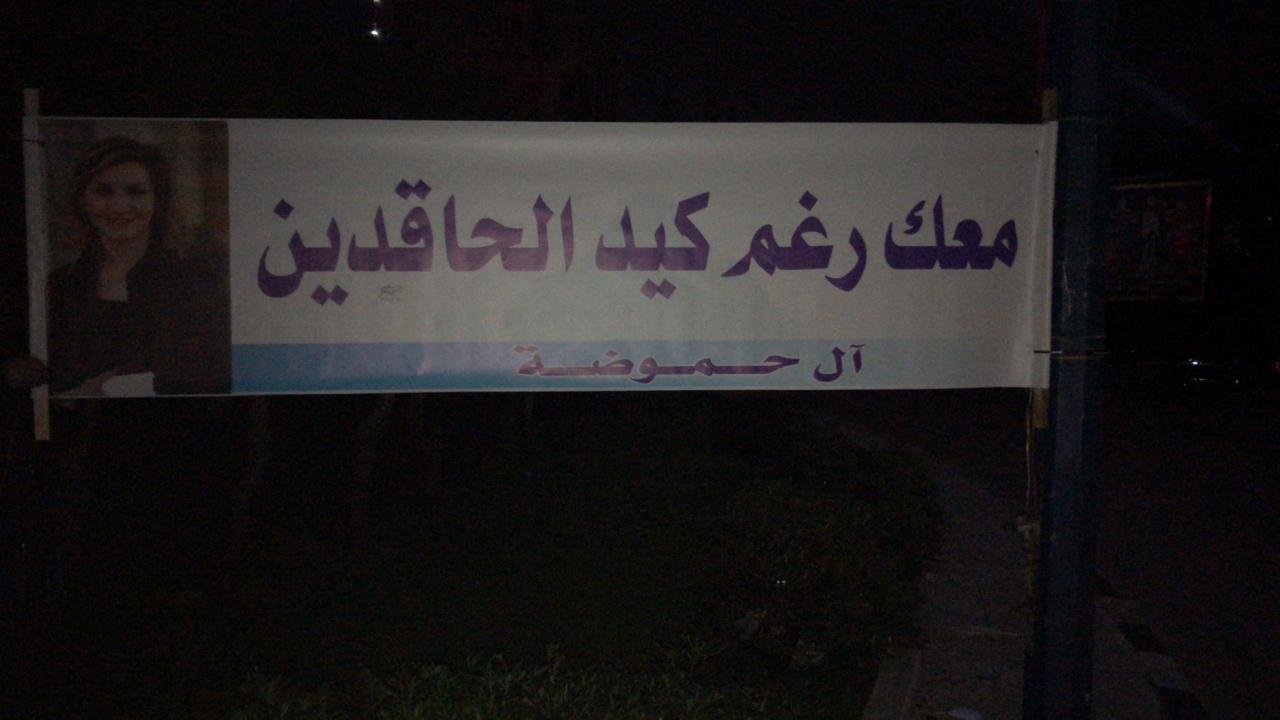 معك رغم كيد الحاقدين
آل حموضة